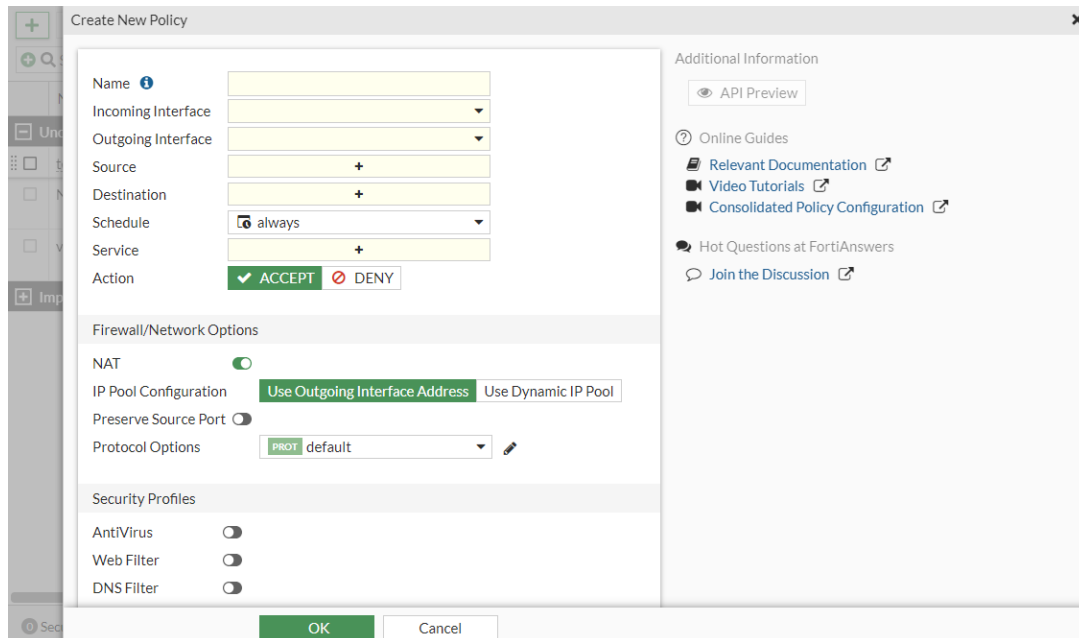 Create New Policy
Name
Incoming Interface
Outgoing Interface
Source
Destination
Schedule always
Service
Action ACCEPT DENY
Firewall/Network Options
NAT
IP Pool Configuration Use Outgoing Interface Address Use Dynamic IP Pool
Preserve Source Port
Protocol Options PROT default
Security Profiles
AntiVirus
Web Filter
DNS Filter
OK Cancel
Additional Information
API Preview
Online Guides
Relevant Documentation
Video Tutorials
Consolidated Policy Configuration
Hot Questions at FortiAnswers
Join the Discussion